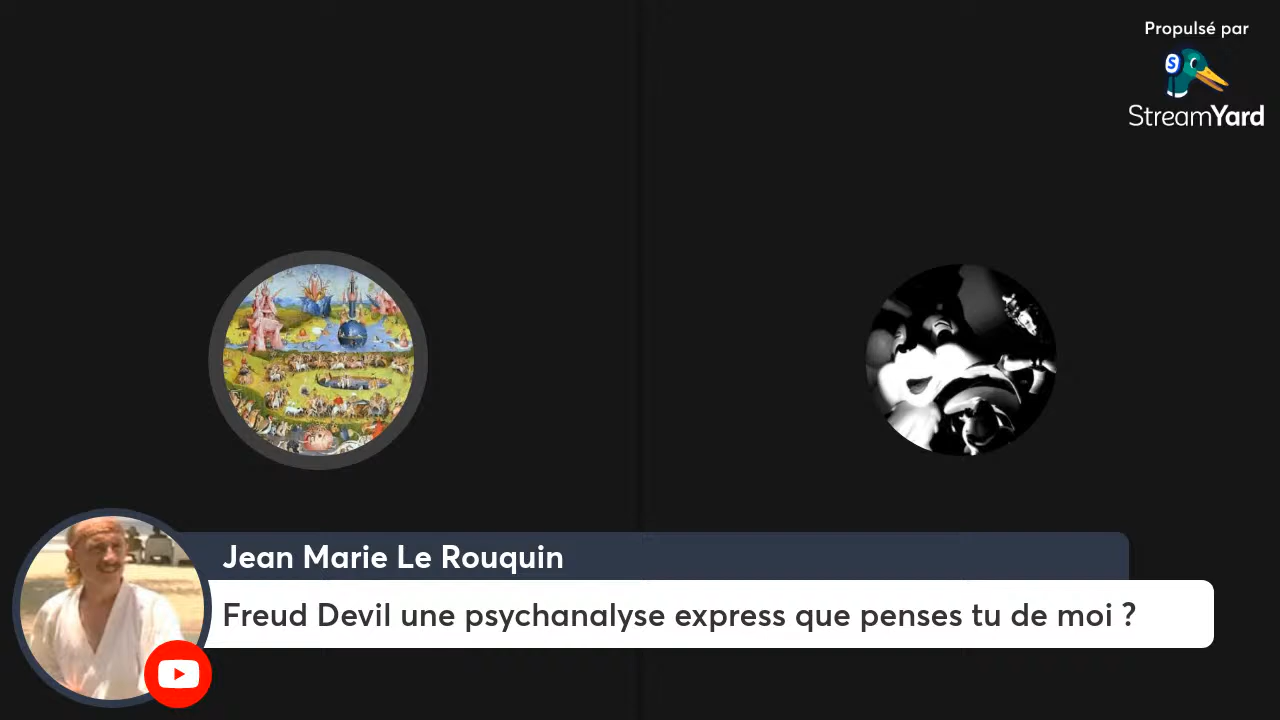 Propulsé par
S
StreamYard
Jean Marie Le Rouquin
Freud Devil une psychanalyse express que penses tu de moi ?